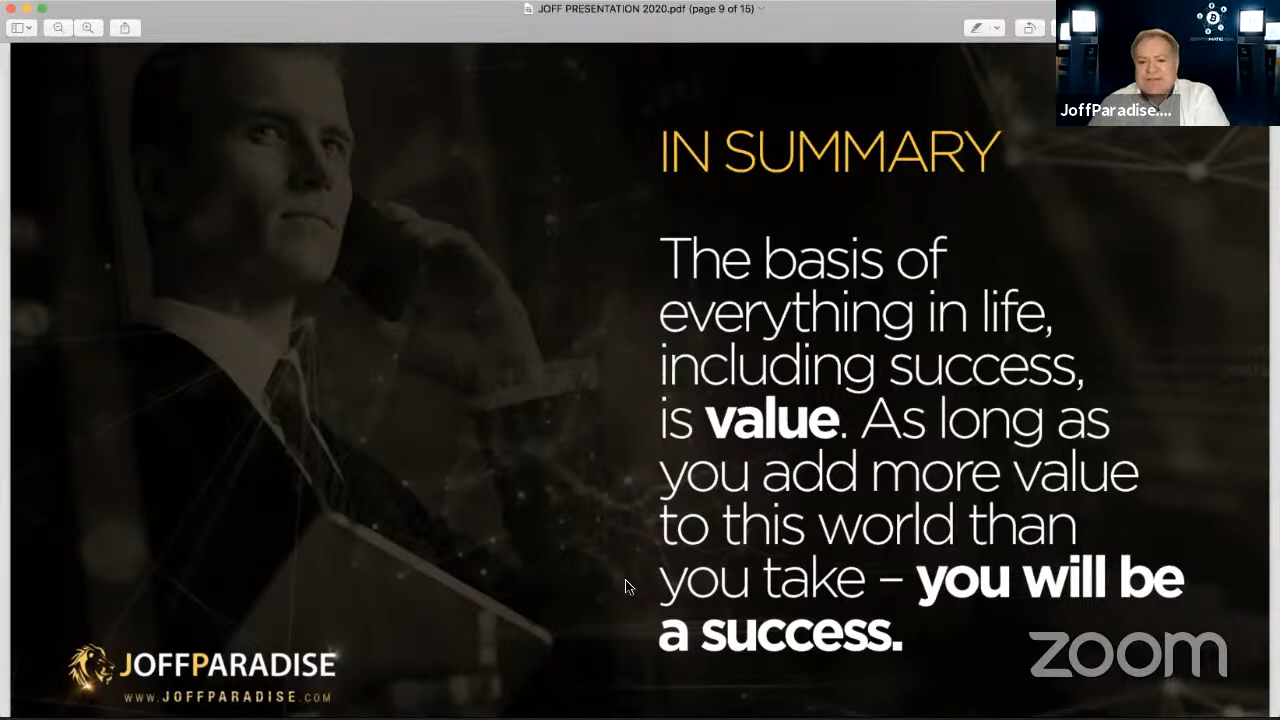 JOFF PRESENTATION 2020.pdf (page 9 of 15)
JoffParadise....
IN SUMMARY
The basis of
everything in life,
including success,
is value. As long as
you add more value
to this world than
you take – you will be
a success.
zoom
JOFFPARADISE
WWW.JOFFPARADISE.COM